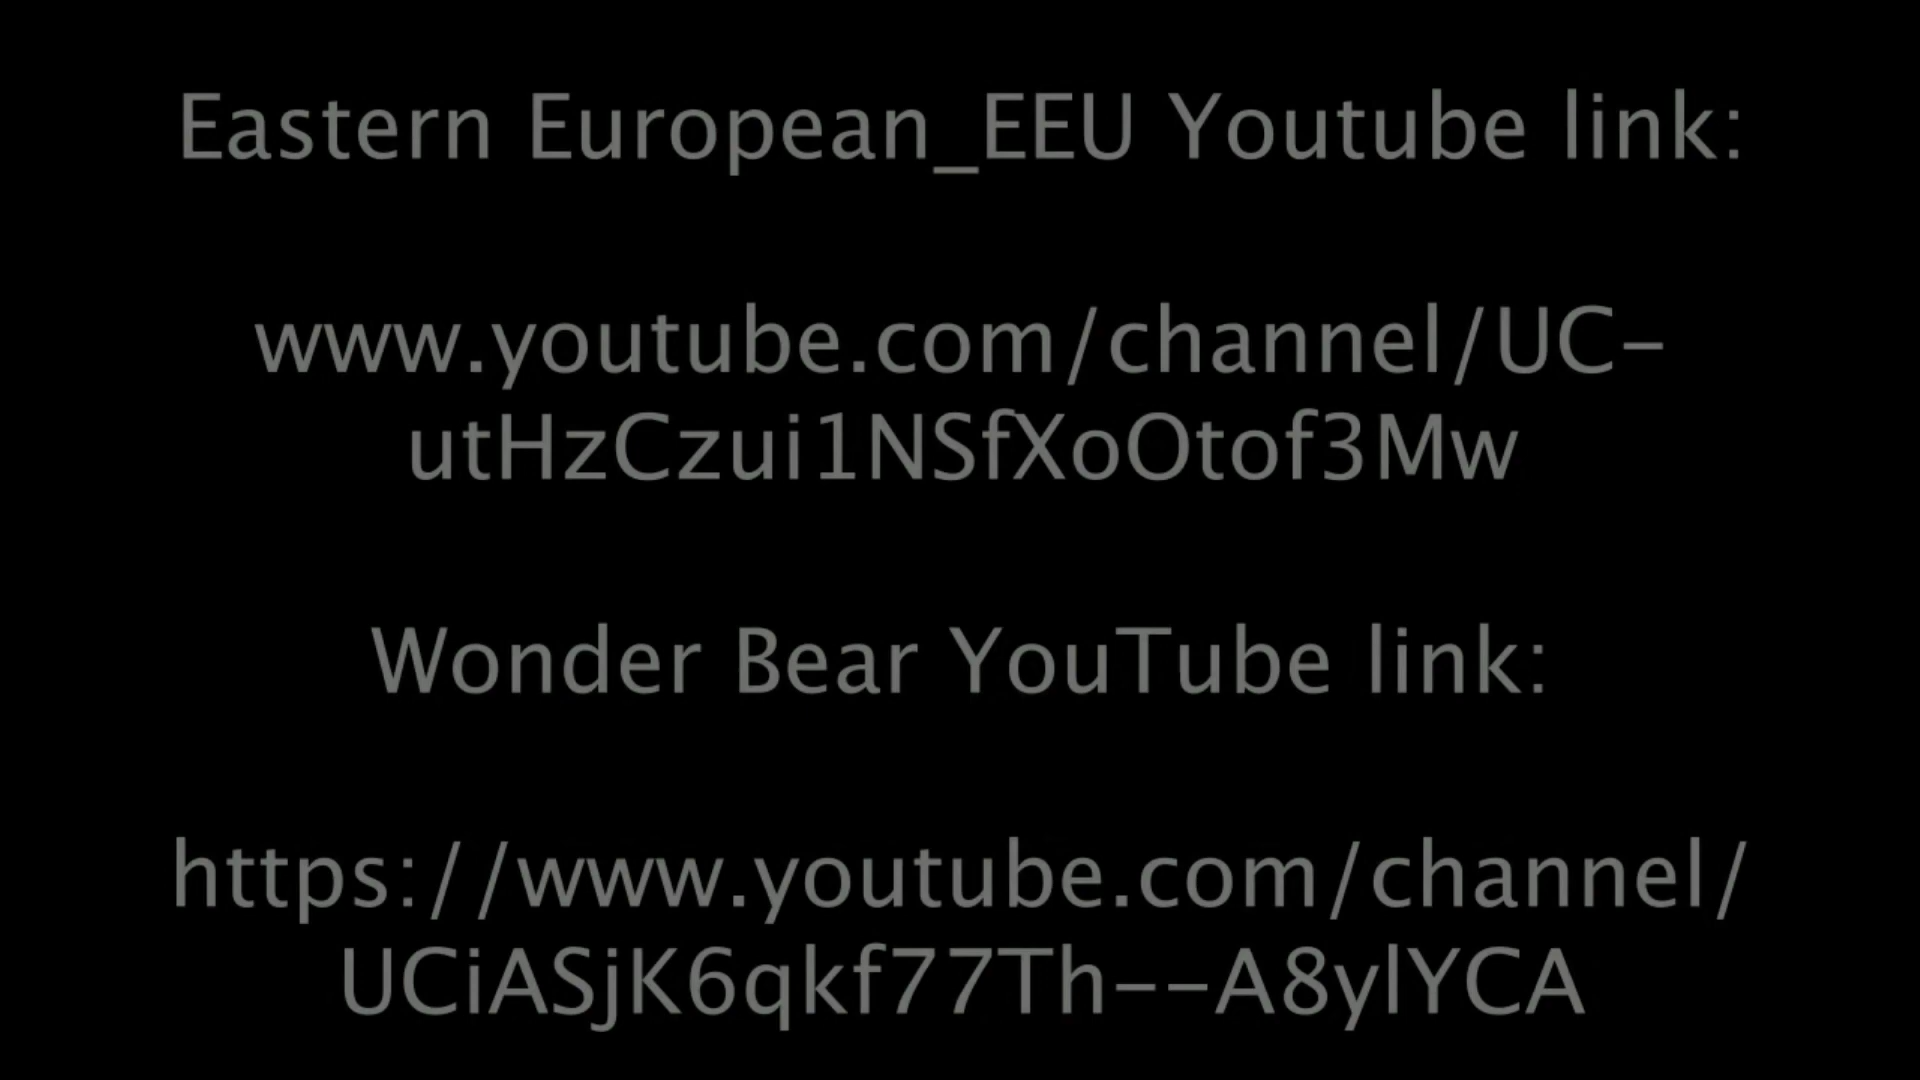 Eastern European_EEU Youtube link:
www.youtube.com/channel/UC-
utHzCzui1NSfXoOtof3Mw
Wonder Bear YouTube link:
https://www.youtube.com/channel/
UCiASjK6qkf77Th--A8ylYCA